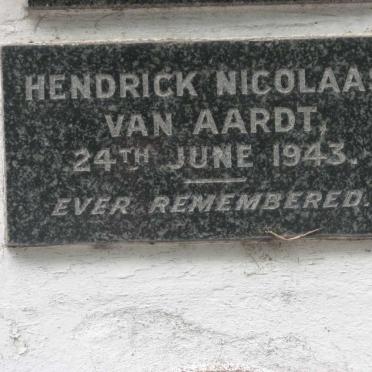 HENDRICK NICOLAAS
VAN AARDT,
24TH JUNE 1943.
EVER REMEMBERED.